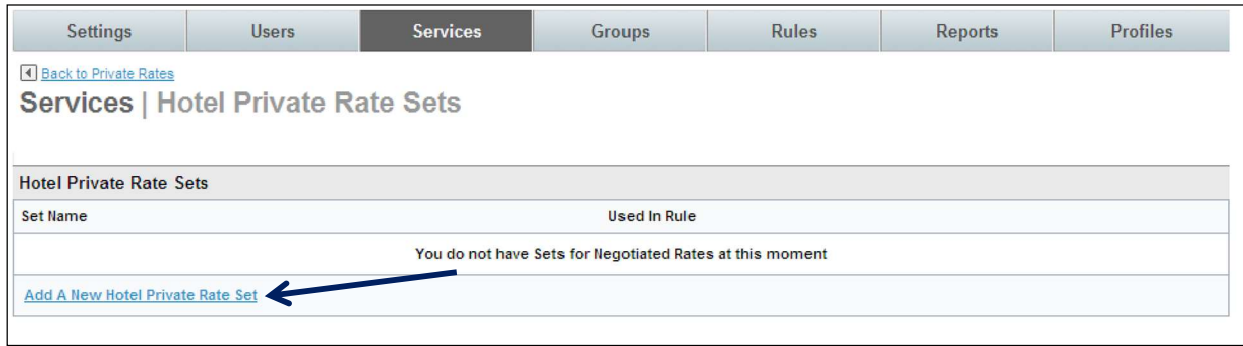 Settings Users Services Groups Rules Reports Profiles
Back to Private Rates
Services | Hotel Private Rate Sets
Hotel Private Rate Sets
Set Name Used In Rule
You do not have Sets for Negotiated Rates at this moment
Add A New Hotel Private Rate Set